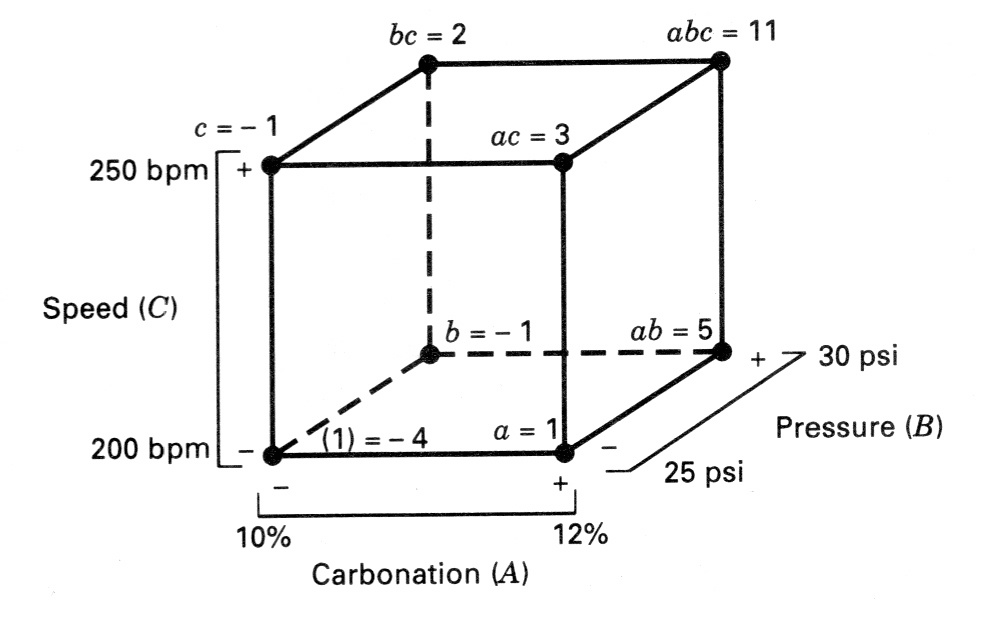 bc = 2
abc = 11
c = – 1
ac = 3
250 bpm
+
Speed (C)
b = – 1
ab = 5
+
30 psi
Pressure (B)
200 bpm
–
(1) = – 4
a = 1
–
25 psi
–
+
10%
12%
Carbonation (A)